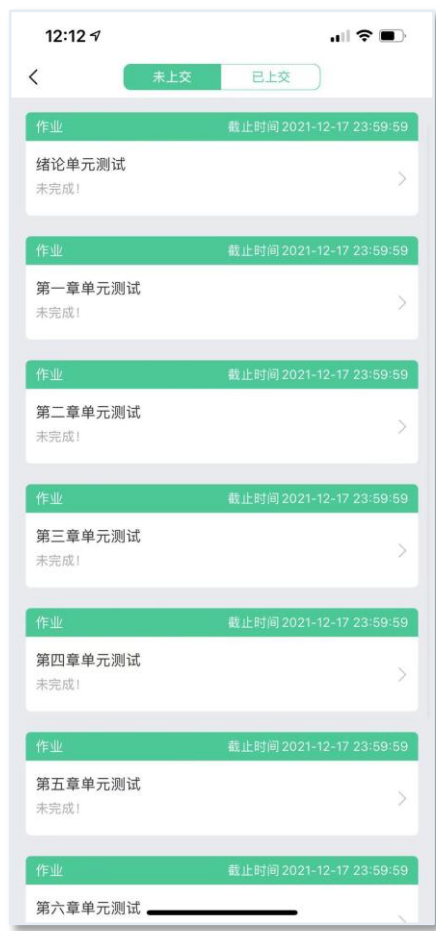 12:12
未上交 已上交
作业 截止时间 2021-12-17 23:59:59
绪论单元测试
未完成!
作业 截止时间 2021-12-17 23:59:59
第一章单元测试
未完成!
作业 截止时间 2021-12-17 23:59:59
第二章单元测试
未完成!
作业 截止时间 2021-12-17 23:59:59
第三章单元测试
未完成!
作业 截止时间 2021-12-17 23:59:59
第四章单元测试
未完成!
作业 截止时间 2021-12-17 23:59:59
第五章单元测试
未完成!
作业 截止时间 2021-12-17 23:59:59
第六章单元测试